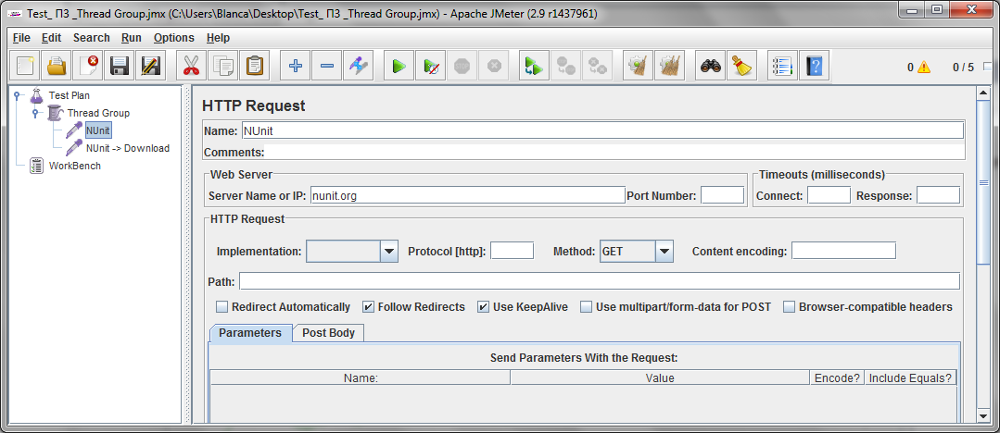 Test_ ПЗ _Thread Group.jmx (C:\Users\Blanca\Desktop\Test_ ПЗ _Thread Group.jmx) - Apache JMeter (2.9 r1437961)
File Edit Search Run Options Help
0 0 / 5
Test Plan
Thread Group
NUnit
NUnit -> Download
WorkBench
HTTP Request
Name: NUnit
Comments:
Web Server
Server Name or IP: nunit.org Port Number:
Timeouts (milliseconds)
Connect: Response:
HTTP Request
Implementation: Protocol [http]: Method: GET Content encoding:
Path:
Redirect Automatically Follow Redirects Use KeepAlive Use multipart/form-data for POST Browser-compatible headers
Parameters Post Body
Send Parameters With the Request:
Name: Value Encode? Include Equals?